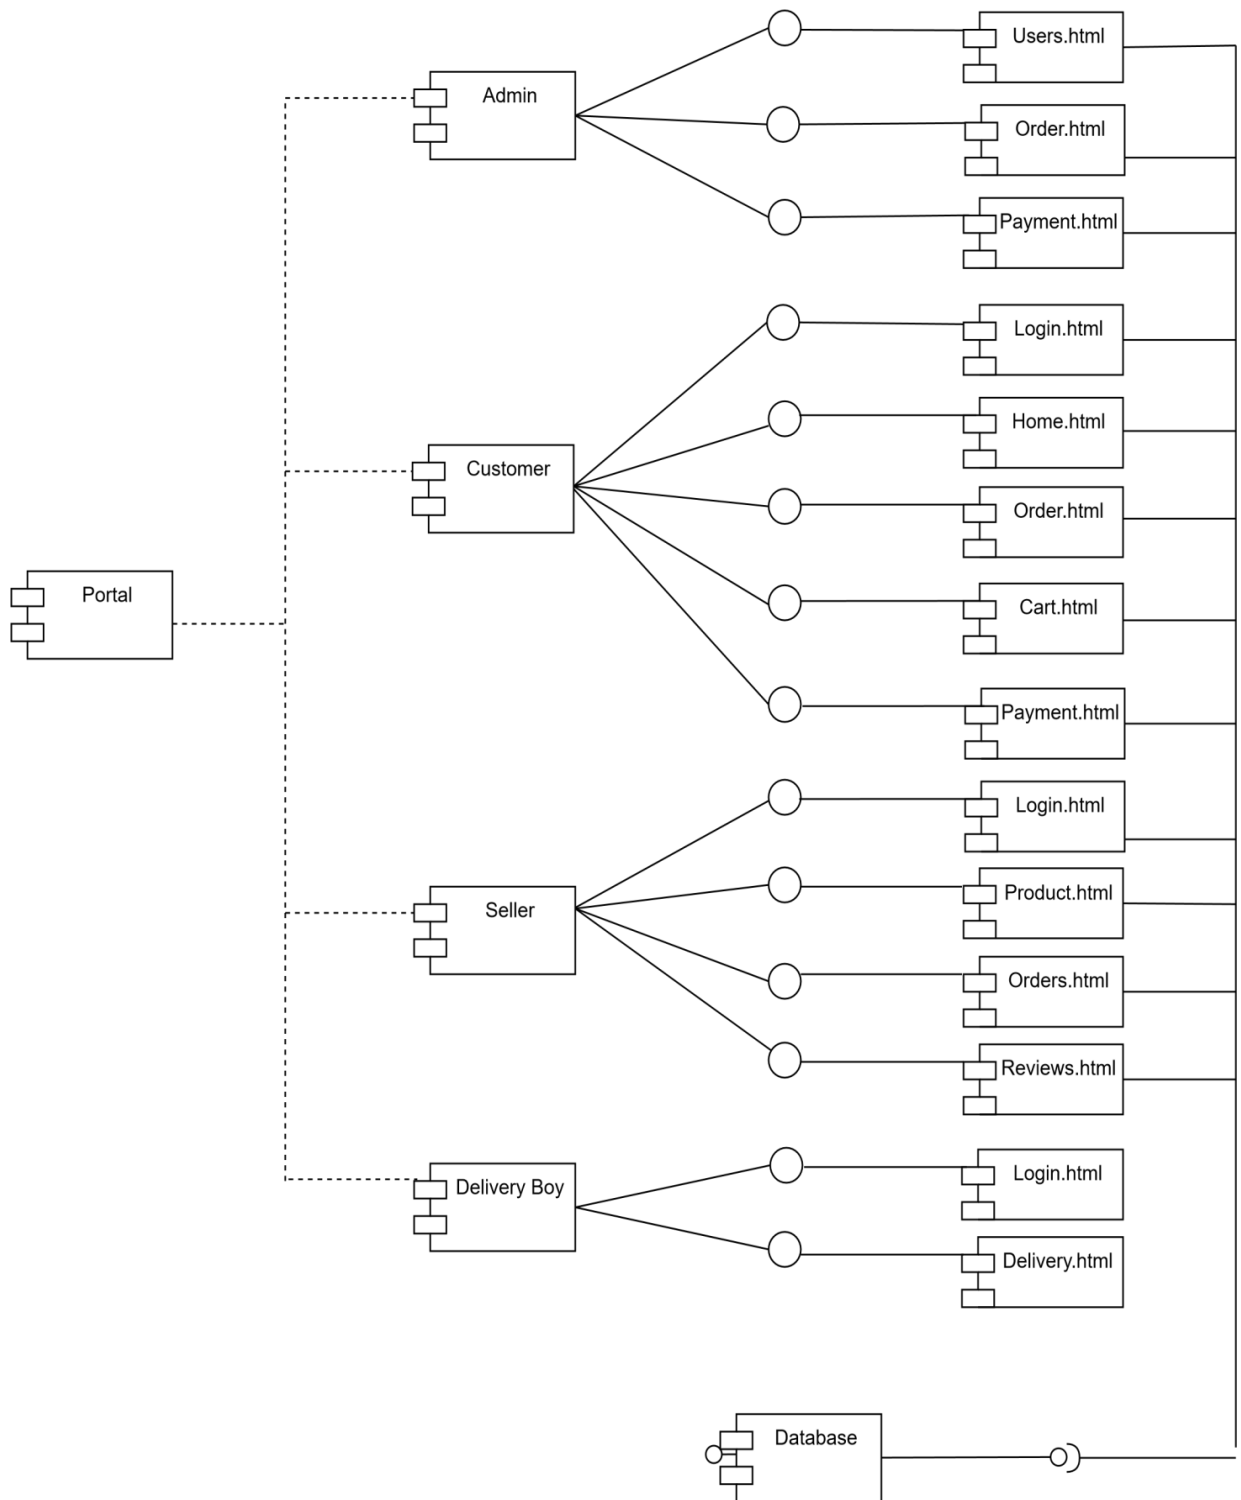 Users.html
Admin
Order.html
Payment.html
Login.html
Home.html
Customer
Order.html
Portal
Cart.html
Payment.html
Login.html
Product.html
Seller
Orders.html
Reviews.html
Login.html
Delivery Boy
Delivery.html
Database